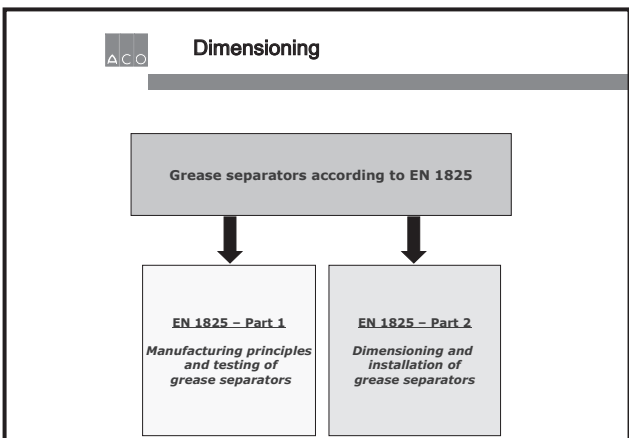 ACO
Dimensioning
Grease separators according to EN 1825
EN 1825 – Part 1
Manufacturing principles
and testing of
grease separators
EN 1825 – Part 2
Dimensioning and
installation of
grease separators